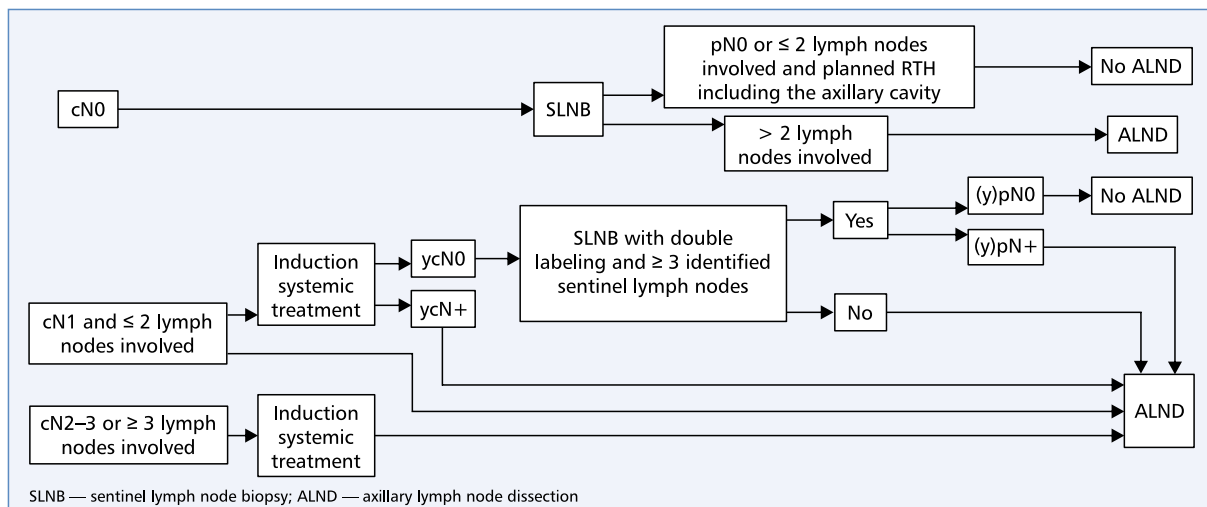 cN0
SLNB
pN0 or ≤ 2 lymph nodes
involved and planned RTH
including the axillary cavity
No ALND
> 2 lymph
nodes involved
ALND
cN1 and ≤ 2 lymph
nodes involved
Induction
systemic
treatment
ycN0
ycN+
SLNB with double
labeling and ≥ 3 identified
sentinel lymph nodes
Yes
No
(y)pN0
(y)pN+
No ALND
cN2–3 or ≥ 3 lymph
nodes involved
Induction
systemic
treatment
ALND
SLNB — sentinel lymph node biopsy; ALND — axillary lymph node dissection